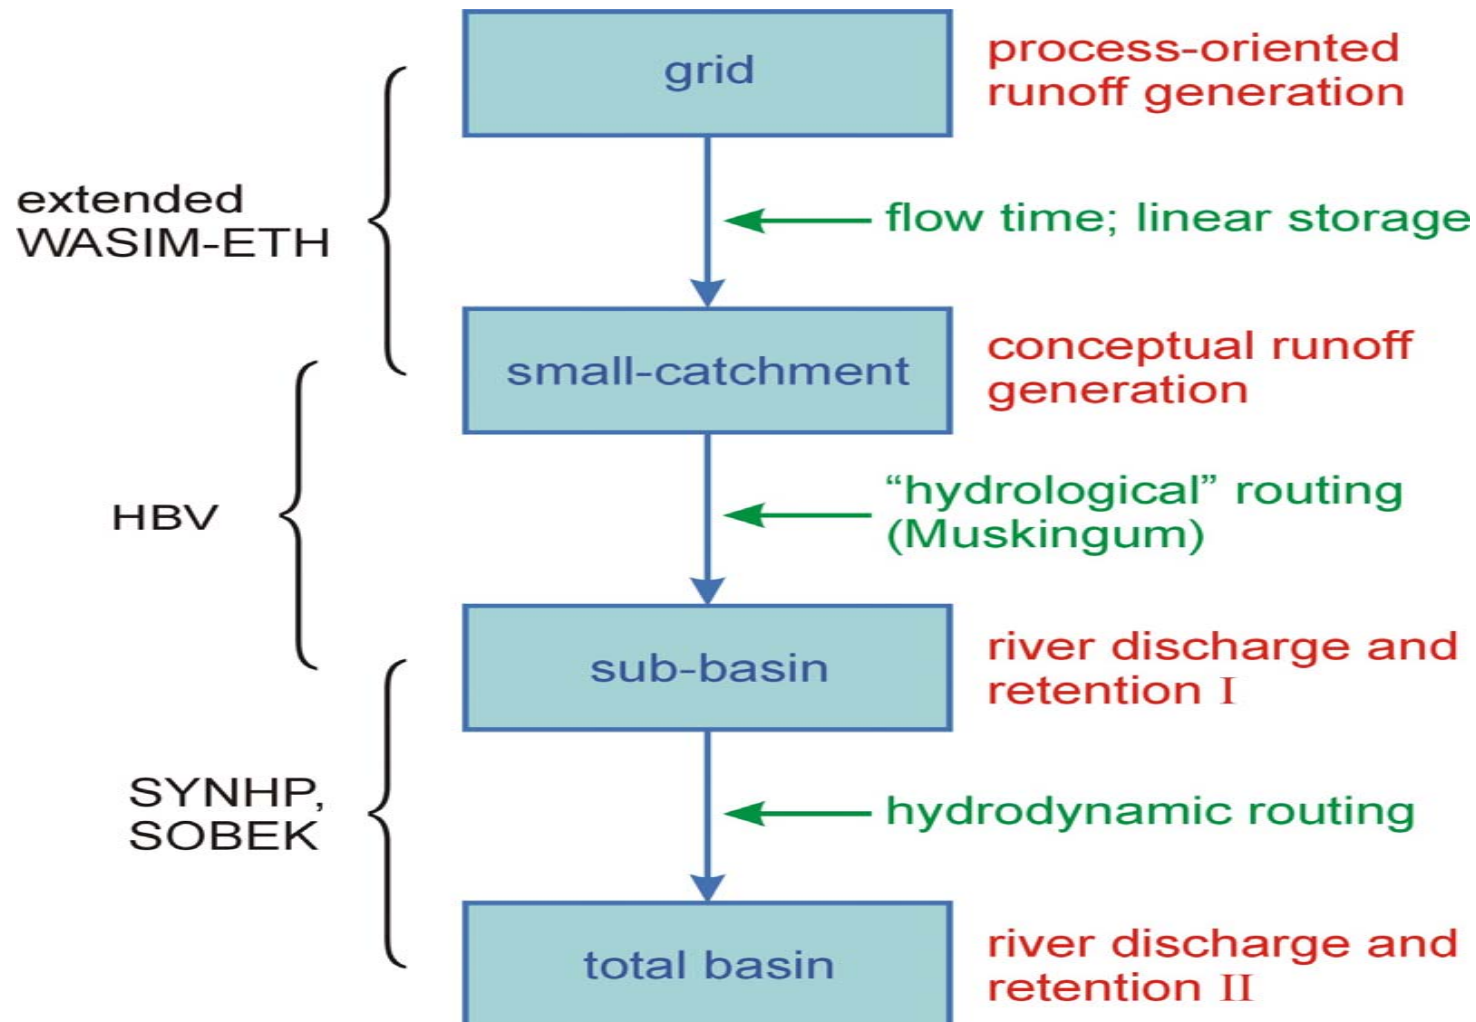 grid
process-oriented
runoff generation
extended
WASIM-ETH
flow time; linear storage
small-catchment
conceptual runoff
generation
HBV
“hydrological” routing
(Muskingum)
sub-basin
river discharge and
retention I
SYNHP,
SOBEK
hydrodynamic routing
total basin
river discharge and
retention II